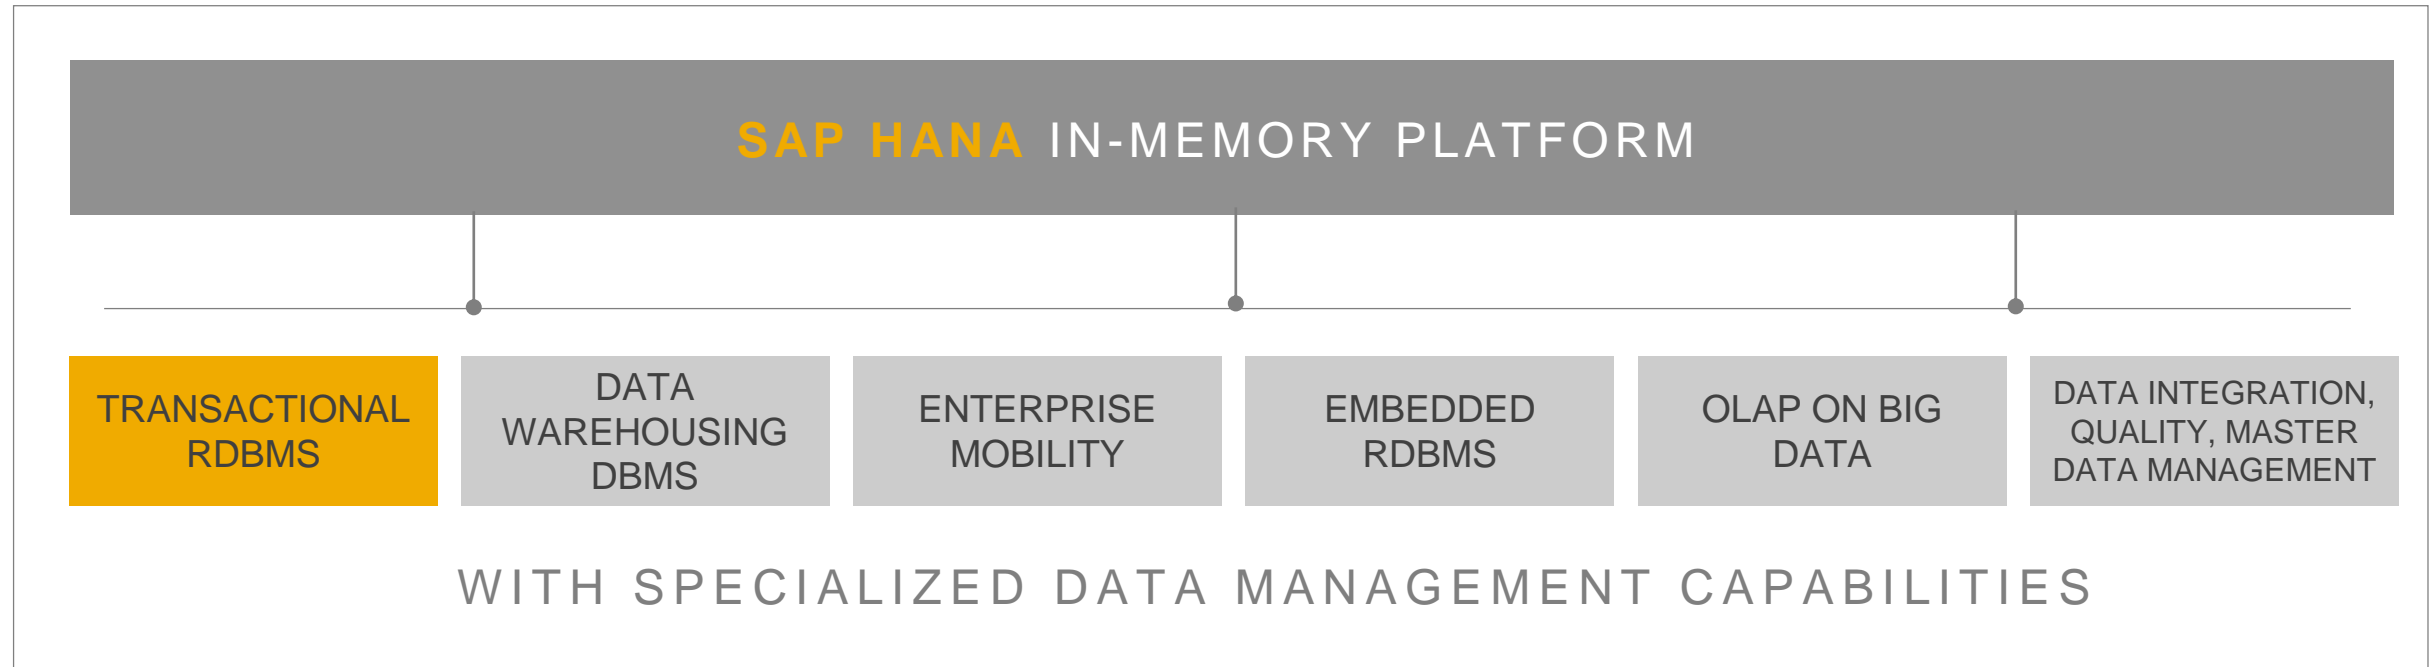 SAP HANA IN-MEMORY PLATFORM
TRANSACTIONAL
RDBMS
DATA
WAREHOUSING
DBMS
ENTERPRISE
MOBILITY
EMBEDDED
RDBMS
OLAP ON BIG
DATA
DATA INTEGRATION,
QUALITY, MASTER
DATA MANAGEMENT
WITH SPECIALIZED DATA MANAGEMENT CAPABILITIES